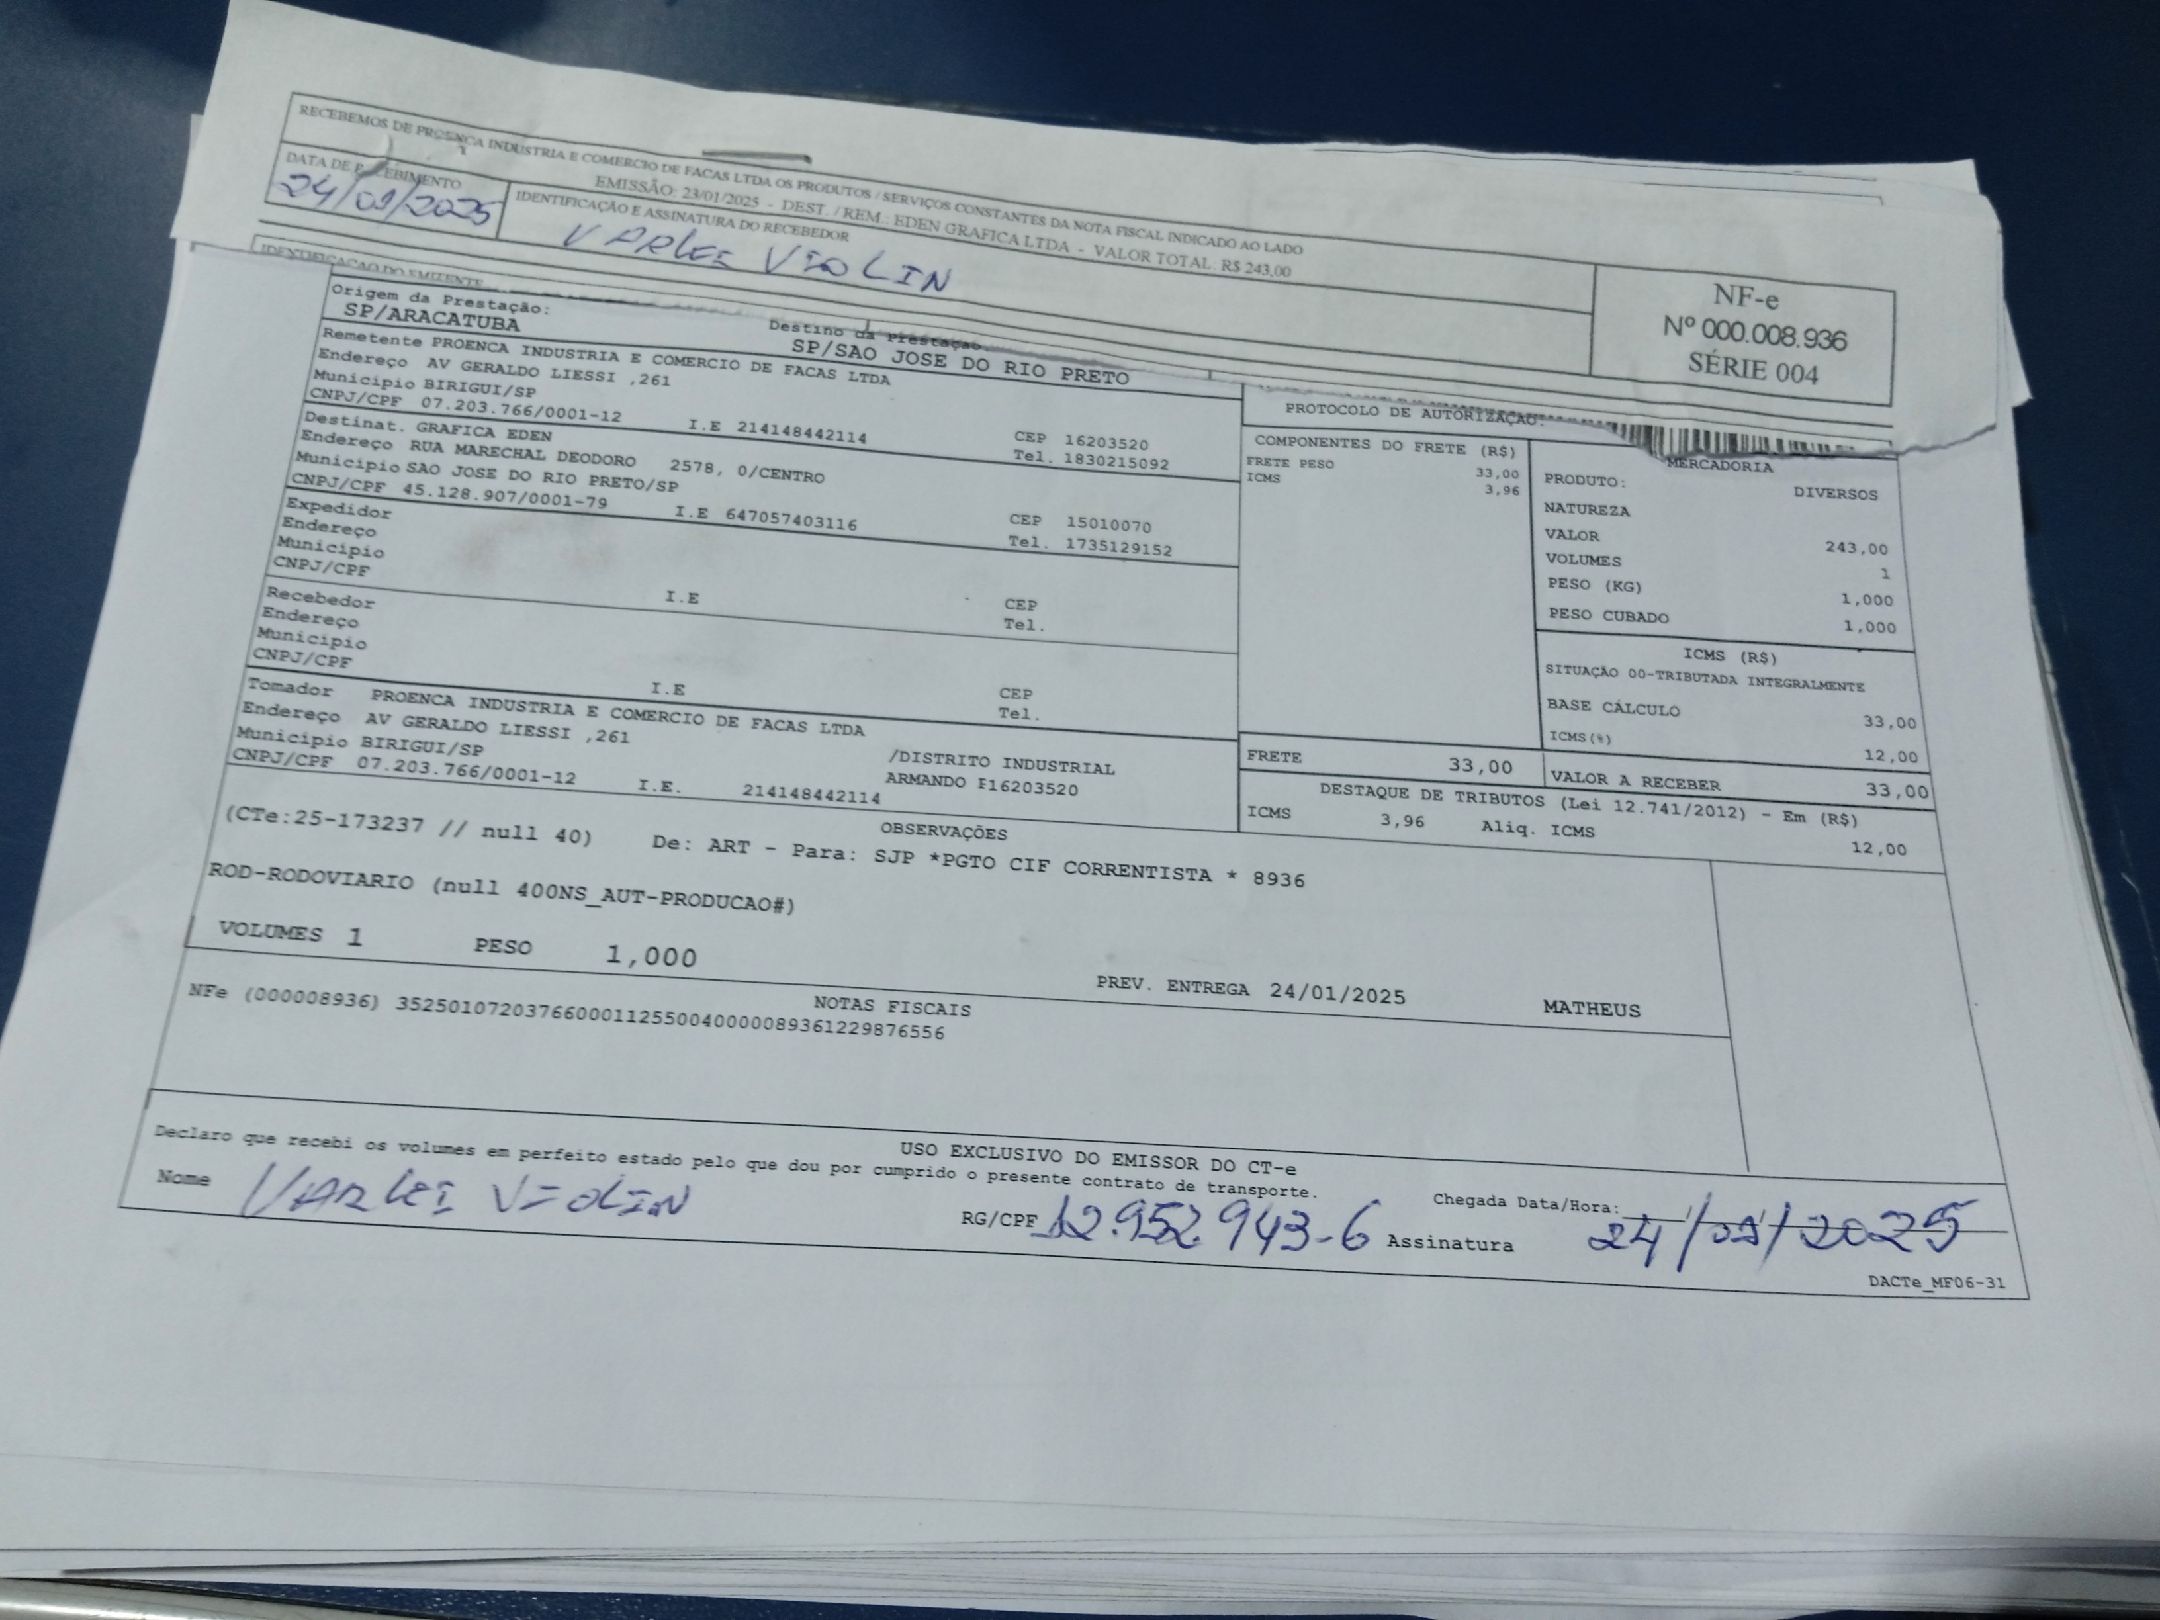 RECEBEMOS DE PROENÇA INDUSTRIA E COMERCIO DE FACAS LTDA OS PRODUTOS / SERVIÇOS CONSTANTES DA NOTA FISCAL INDICADO AO LADO
EMISSÃO: 23/01/2025 - DEST. / REM.: EDEN GRAFICA LTDA - VALOR TOTAL: R$ 243,00
DATA DE RECEBIMENTO
24/01/2025
IDENTIFICAÇÃO E ASSINATURA DO RECEBEDOR
VARLEI VIOLIN
NF-e
Nº 000.008.936
SÉRIE 004
IDENTIFICAÇÃO DO EMITENTE
Origem da Prestação:
SP/ARACATUBA
Destino da Prestação
SP/SAO JOSE DO RIO PRETO
Remetente PROENCA INDUSTRIA E COMERCIO DE FACAS LTDA
Endereço AV GERALDO LIESSI ,261
Municipio BIRIGUI/SP
CEP 16203520
CNPJ/CPF 07.203.766/0001-12 I.E 214148442114 Tel. 1830215092
Destinat. GRAFICA EDEN
Endereço RUA MARECHAL DEODORO 2578, 0/CENTRO
Municipio SAO JOSE DO RIO PRETO/SP CEP 15010070
CNPJ/CPF 45.128.907/0001-79 I.E 647057403116 Tel. 1735129152
Expedidor
Endereço
Municipio CEP
CNPJ/CPF I.E Tel.
Recebedor
Endereço
Municipio CEP
CNPJ/CPF I.E Tel.
Tomador PROENCA INDUSTRIA E COMERCIO DE FACAS LTDA
Endereço AV GERALDO LIESSI ,261 /DISTRITO INDUSTRIAL
Municipio BIRIGUI/SP ARMANDO F16203520
CNPJ/CPF 07.203.766/0001-12 I.E. 214148442114
PROTOCOLO DE AUTORIZAÇÃO:
COMPONENTES DO FRETE (R$)
FRETE PESO 33,00
ICMS 3,96
MERCADORIA
PRODUTO: DIVERSOS
NATUREZA
VALOR 243,00
VOLUMES 1
PESO (KG) 1,000
PESO CUBADO 1,000
ICMS (R$)
SITUAÇÃO 00-TRIBUTADA INTEGRALMENTE
BASE CÁLCULO 33,00
ICMS(%) 12,00
FRETE 33,00 VALOR A RECEBER 33,00
DESTAQUE DE TRIBUTOS (Lei 12.741/2012) - Em (R$)
ICMS 3,96 Aliq. ICMS 12,00
OBSERVAÇÕES
(CTe:25-173237 // null 40) De: ART - Para: SJP *PGTO CIF CORRENTISTA * 8936
ROD-RODOVIARIO (null 400NS_AUT-PRODUCAO#)
VOLUMES 1 PESO 1,000 PREV. ENTREGA 24/01/2025 MATHEUS
NOTAS FISCAIS
NFe (000008936) 35250107203766000112550040000089361229876556
USO EXCLUSIVO DO EMISSOR DO CT-e
Declaro que recebi os volumes em perfeito estado pelo que dou por cumprido o presente contrato de transporte.
Nome VARLEI VIOLIN RG/CPF 12.952.943-6 Assinatura
Chegada Data/Hora: 24/01/2025
DACTe_MF06-31